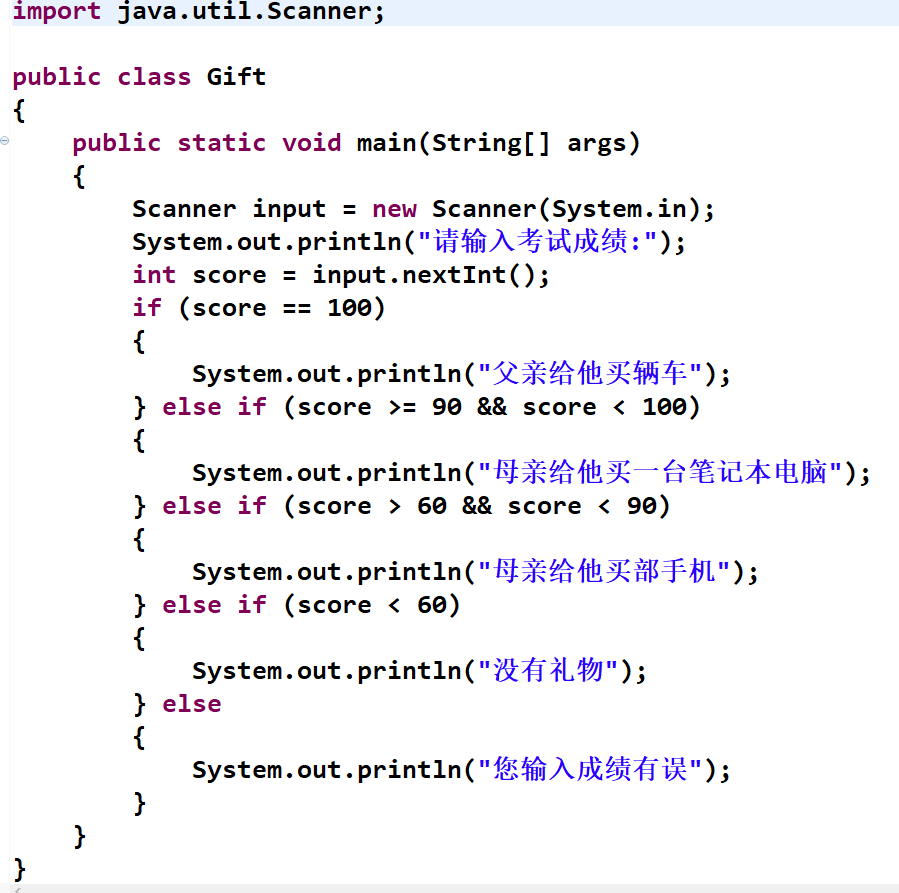 import java.util.Scanner;
public class Gift
{
public static void main(String[] args)
{
Scanner input = new Scanner(System.in);
System.out.println("请输入考试成绩:");
int score = input.nextInt();
if (score == 100)
{
System.out.println("父亲给他买辆车");
} else if (score >= 90 && score < 100)
{
System.out.println("母亲给他买一台笔记本电脑");
} else if (score > 60 && score < 90)
{
System.out.println("母亲给他买部手机");
} else if (score < 60)
{
System.out.println("没有礼物");
} else
{
System.out.println("您输入成绩有误");
}
}
}